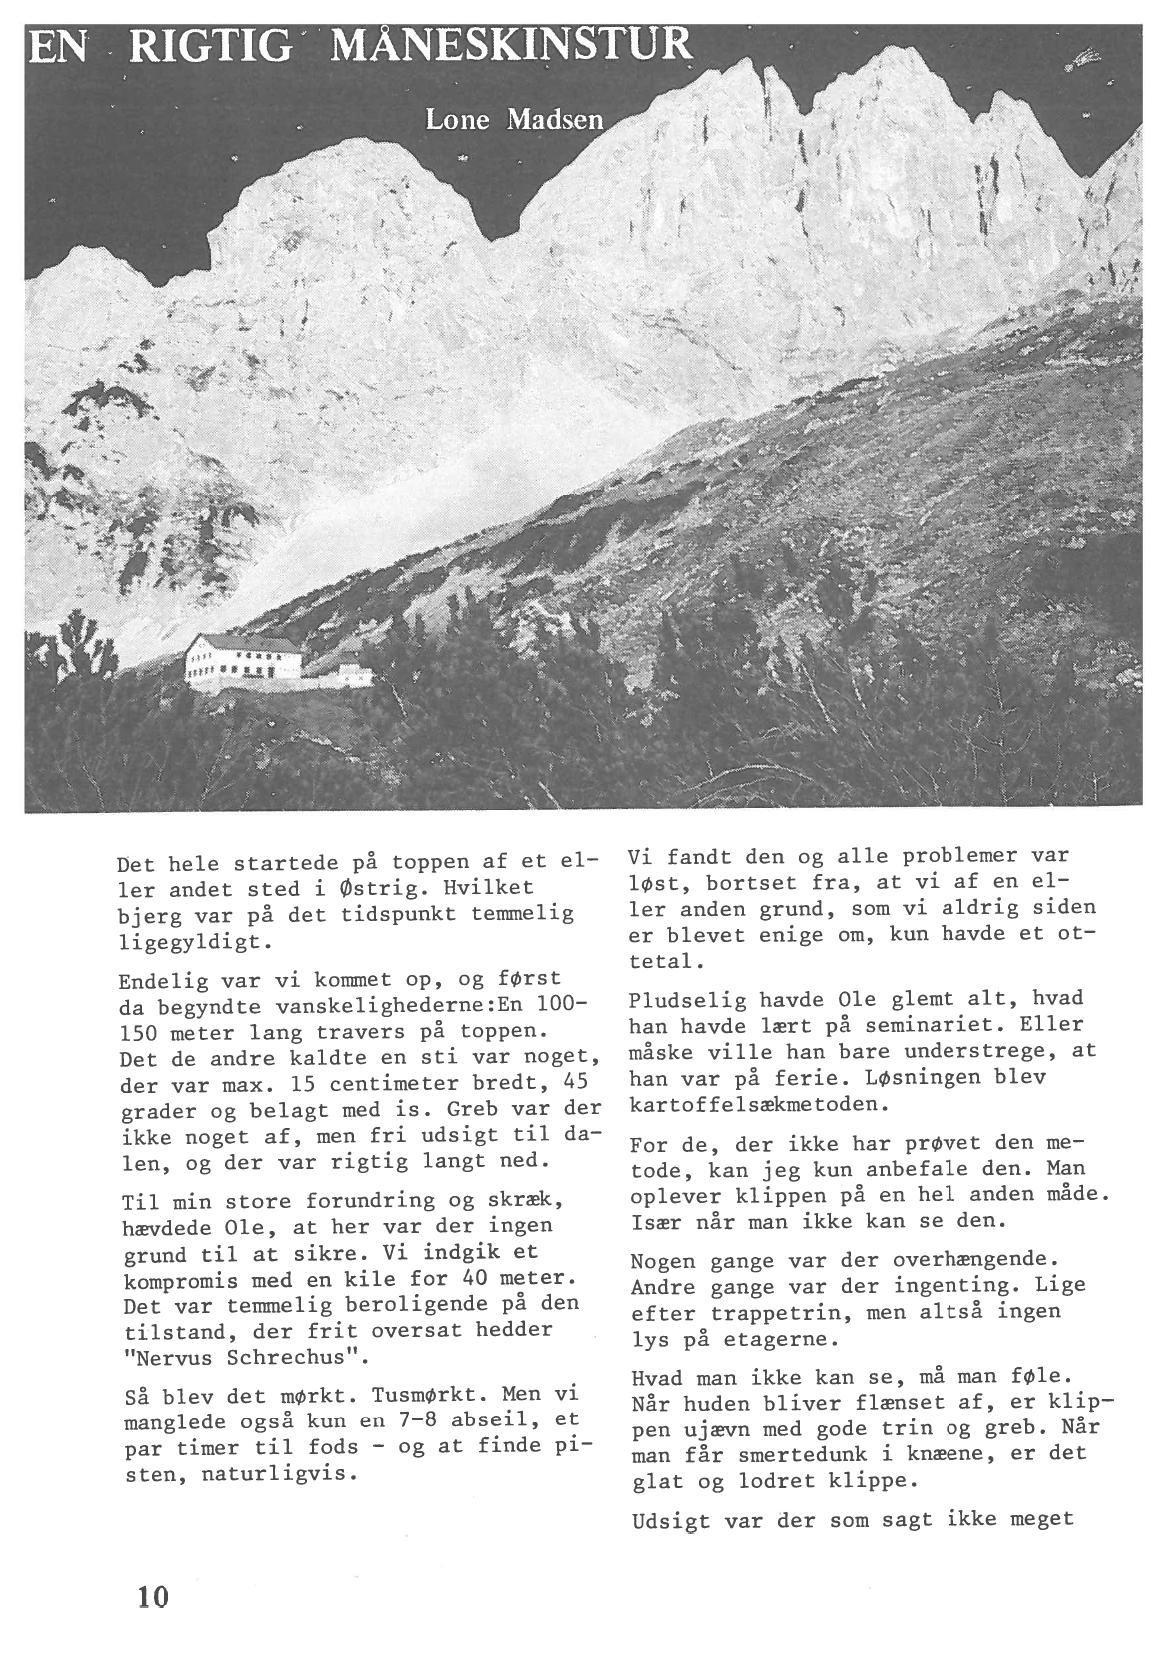 EN RIGTIG MÅNESKINSTUR
Lone Madsen
Det hele startede på toppen af et el-
ler andet sted i Østrig. Hvilket
bjerg var på det tidspunkt temmelig
ligegyldigt.
Endelig var vi kommet op, og først
da begyndte vanskelighederne:En 100-
150 meter lang travers på toppen.
Det de andre kaldte en sti var noget,
der var max. 15 centimeter bredt, 45
grader og belagt med is. Greb var der
ikke noget af, men fri udsigt til da-
len, og der var rigtig langt ned.
Til min store forundring og skræk,
hævdede Ole, at her var der ingen
grund til at sikre. Vi indgik et
kompromis med en kile for 40 meter.
Det var temmelig beroligende på den
tilstand, der frit oversat hedder
"Nervus Schrechus".
Så blev det mørkt. Tusmørkt. Men vi
manglede også kun en 7-8 abseil, et
par timer til fods - og at finde pi-
sten, naturligvis.
Vi fandt den og alle problemer var
løst, bortset fra, at vi af en el-
ler anden grund, som vi aldrig siden
er blevet enige om, kun havde et ot-
tetal.
Pludselig havde Ole glemt alt, hvad
han havde lært på seminariet. Eller
måske ville han bare understrege, at
han var på ferie. Løsningen blev
kartoffelsækmetoden.
For de, der ikke har prøvet den me-
tode, kan jeg kun anbefale den. Man
oplever klippen på en hel anden måde.
Især når man ikke kan se den.
Nogen gange var der overhængende.
Andre gange var der ingenting. Lige
efter trappetrin, men altså ingen
lys på etagerne.
Hvad man ikke kan se, må man føle.
Når huden bliver flænset af, er klip-
pen ujævn med gode trin og greb. Når
man får smertedunk i knæene, er det
glat og lodret klippe.
Udsigt var der som sagt ikke meget
10